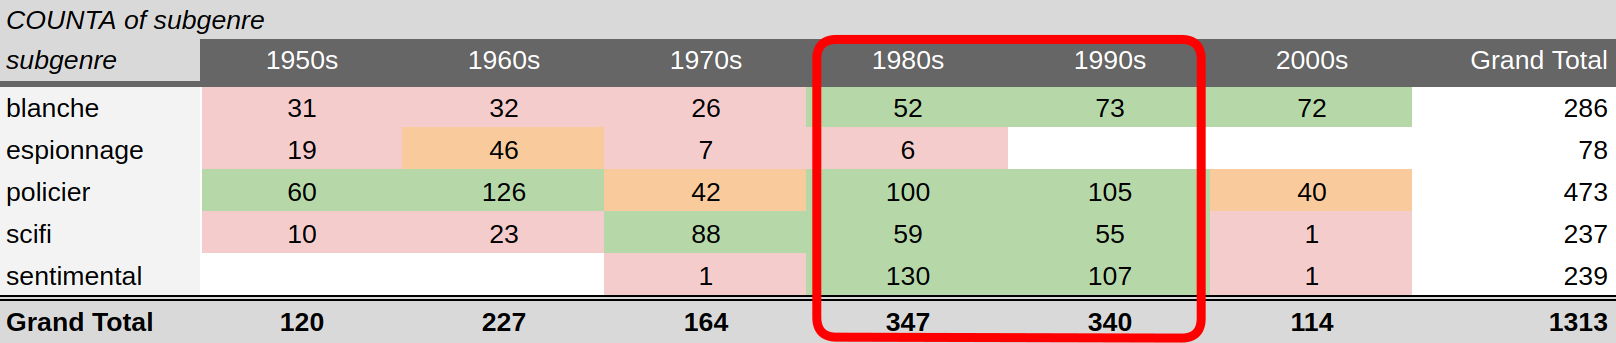 COUNTA of subgenre
subgenre 1950s 1960s 1970s 1980s 1990s 2000s Grand Total
blanche 31 32 26 52 73 72 286
espionnage 19 46 7 6 78
policier 60 126 42 100 105 40 473
scifi 10 23 88 59 55 1 237
sentimental 1 130 107 1 239
Grand Total 120 227 164 347 340 114 1313